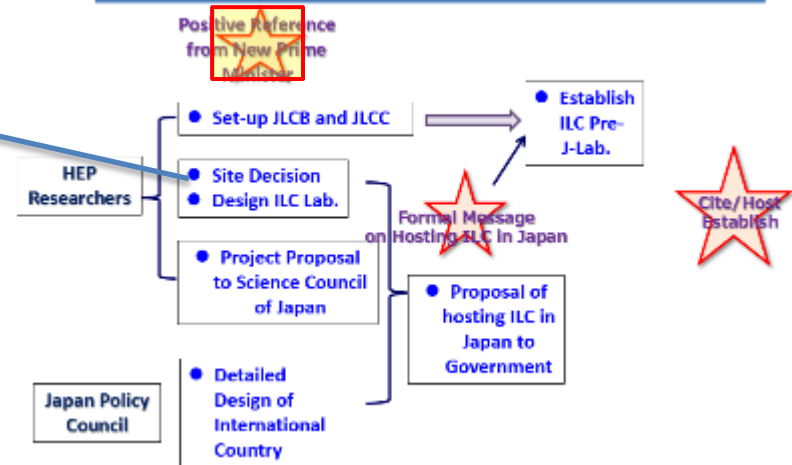 Positive Reference
from New Prime
Minister
● Set-up JLCB and JLCC
● Establish
ILC Pre-
J-Lab.
HEP
Researchers
● Site Decision
● Design ILC Lab.
Formal Message
on Hosting ILC in Japan
Cite/Host
Establish
● Project Proposal
to Science Council
of Japan
● Proposal of
hosting ILC in
Japan to
Government
Japan Policy
Council
● Detailed
Design of
International
Country